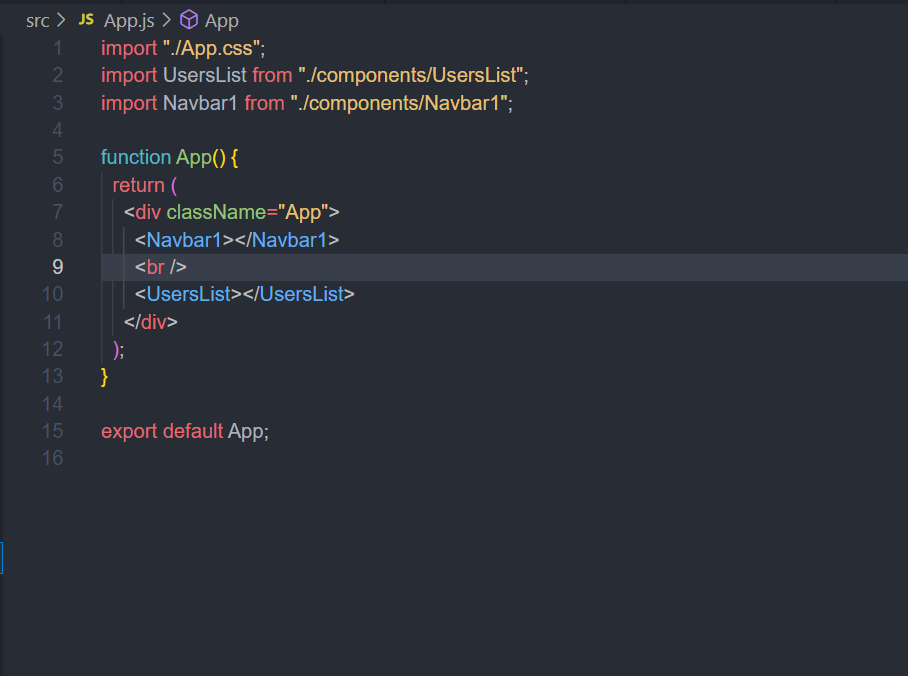 src > JS App.js > App
1 import "./App.css";
2 import UsersList from "./components/UsersList";
3 import Navbar1 from "./components/Navbar1";
4
5 function App() {
6 return (
7 <div className="App">
8 <Navbar1></Navbar1>
9 <br />
10 <UsersList></UsersList>
11 </div>
12 );
13 }
14
15 export default App;
16